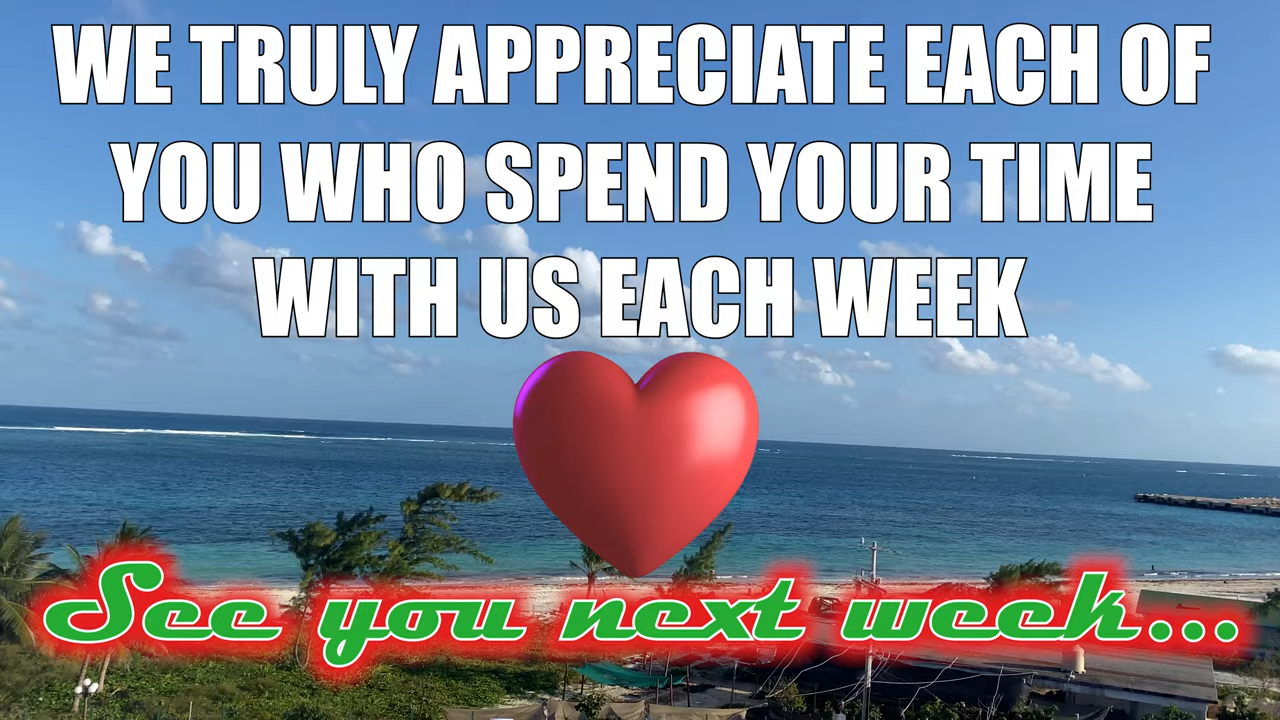 WE TRULY APPRECIATE EACH OF
YOU WHO SPEND YOUR TIME
WITH US EACH WEEK
See you next week...